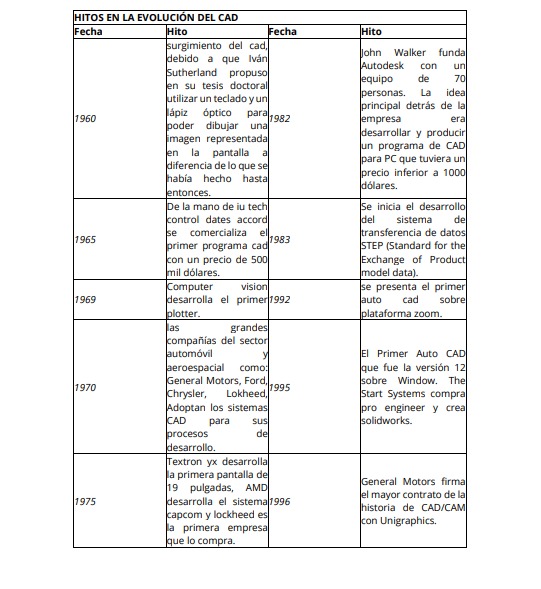 HITOS EN LA EVOLUCIÓN DEL CAD
Fecha Hito Fecha Hito
1960
surgimiento del cad,
debido a que Iván
Sutherland propuso
en su tesis doctoral
utilizar un teclado y un
lápiz óptico para
poder dibujar una
imagen representada
en la pantalla a
diferencia de lo que se
había hecho hasta
entonces.
1982
John Walker funda
Autodesk con un
equipo de 70
personas. La idea
principal detrás de la
empresa era
desarrollar y producir
un programa de CAD
para PC que tuviera un
precio inferior a 1000
dólares.
1965
De la mano de iu tech
control dates accord
se comercializa el
primer programa cad
con un precio de 500
mil dólares.
1983
Se inicia el desarrollo
del sistema de
transferencia de datos
STEP (Standard for the
Exchange of Product
model data).
1969
Computer vision
desarrolla el primer
plotter.
1992
se presenta el primer
auto cad sobre
plataforma zoom.
1970
las grandes
compañías del sector
automóvil y
aeroespacial como:
General Motors, Ford,
Chrysler, Lokheed,
Adoptan los sistemas
CAD para sus
procesos de
desarrollo.
1995
El Primer Auto CAD
que fue la versión 12
sobre Window. The
Start Systems compra
pro engineer y crea
solidworks.
1975
Textron yx desarrolla
la primera pantalla de
19 pulgadas, AMD
desarrolla el sistema
capcom y lockheed es
la primera empresa
que lo compra.
1996
General Motors firma
el mayor contrato de la
historia de CAD/CAM
con Unigraphics.